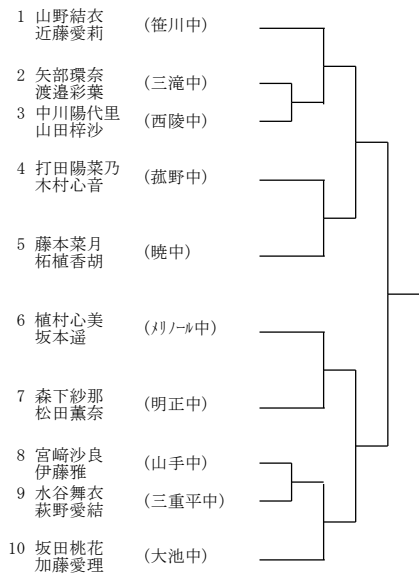 1 山野結衣 (笹川中)
近藤愛莉
2 矢部環奈 (三滝中)
渡邉彩葉
3 中川陽代里 (西陵中)
山田梓沙
4 打田陽菜乃 (菰野中)
木村心音
5 藤本菜月 (暁中)
柘植香胡
6 植村心美 (ﾒﾘﾉｰﾙ中)
坂本遥
7 森下紗那 (明正中)
松田薫奈
8 宮﨑沙良 (山手中)
伊藤雅
9 水谷舞衣 (三重平中)
萩野愛結
10 坂田桃花 (大池中)
加藤愛理